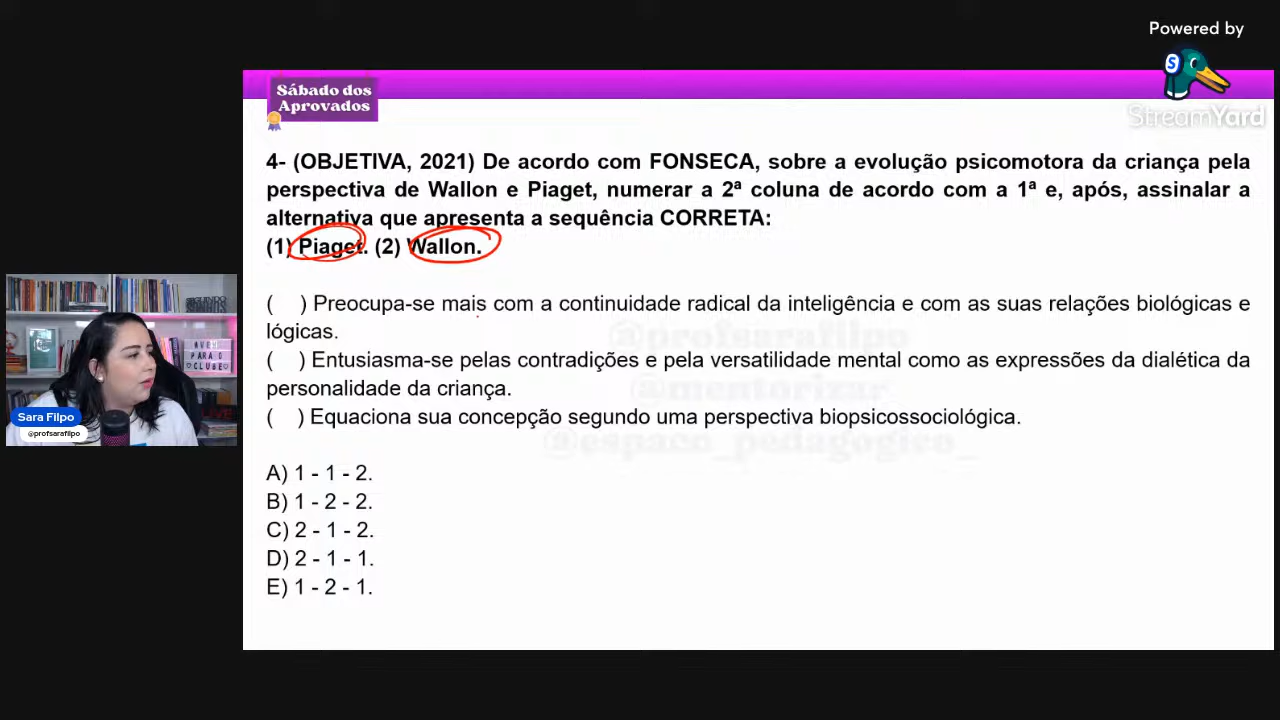 Powered by
S
StreamYard
Sábado dos
Aprovados
4- (OBJETIVA, 2021) De acordo com FONSECA, sobre a evolução psicomotora da criança pela
perspectiva de Wallon e Piaget, numerar a 2ª coluna de acordo com a 1ª e, após, assinalar a
alternativa que apresenta a sequência CORRETA:
(1) Piaget. (2) Wallon.
( ) Preocupa-se mais com a continuidade radical da inteligência e com as suas relações biológicas e
lógicas.
( ) Entusiasma-se pelas contradições e pela versatilidade mental como as expressões da dialética da
personalidade da criança.
( ) Equaciona sua concepção segundo uma perspectiva biopsicossociológica.
@profsarafilpo
@mentorizar
@espaco_pedagogico_
A) 1 - 1 - 2.
B) 1 - 2 - 2.
C) 2 - 1 - 2.
D) 2 - 1 - 1.
E) 1 - 2 - 1.
PARA O
CLUBE
Sara Filpo
@profsarafilpo